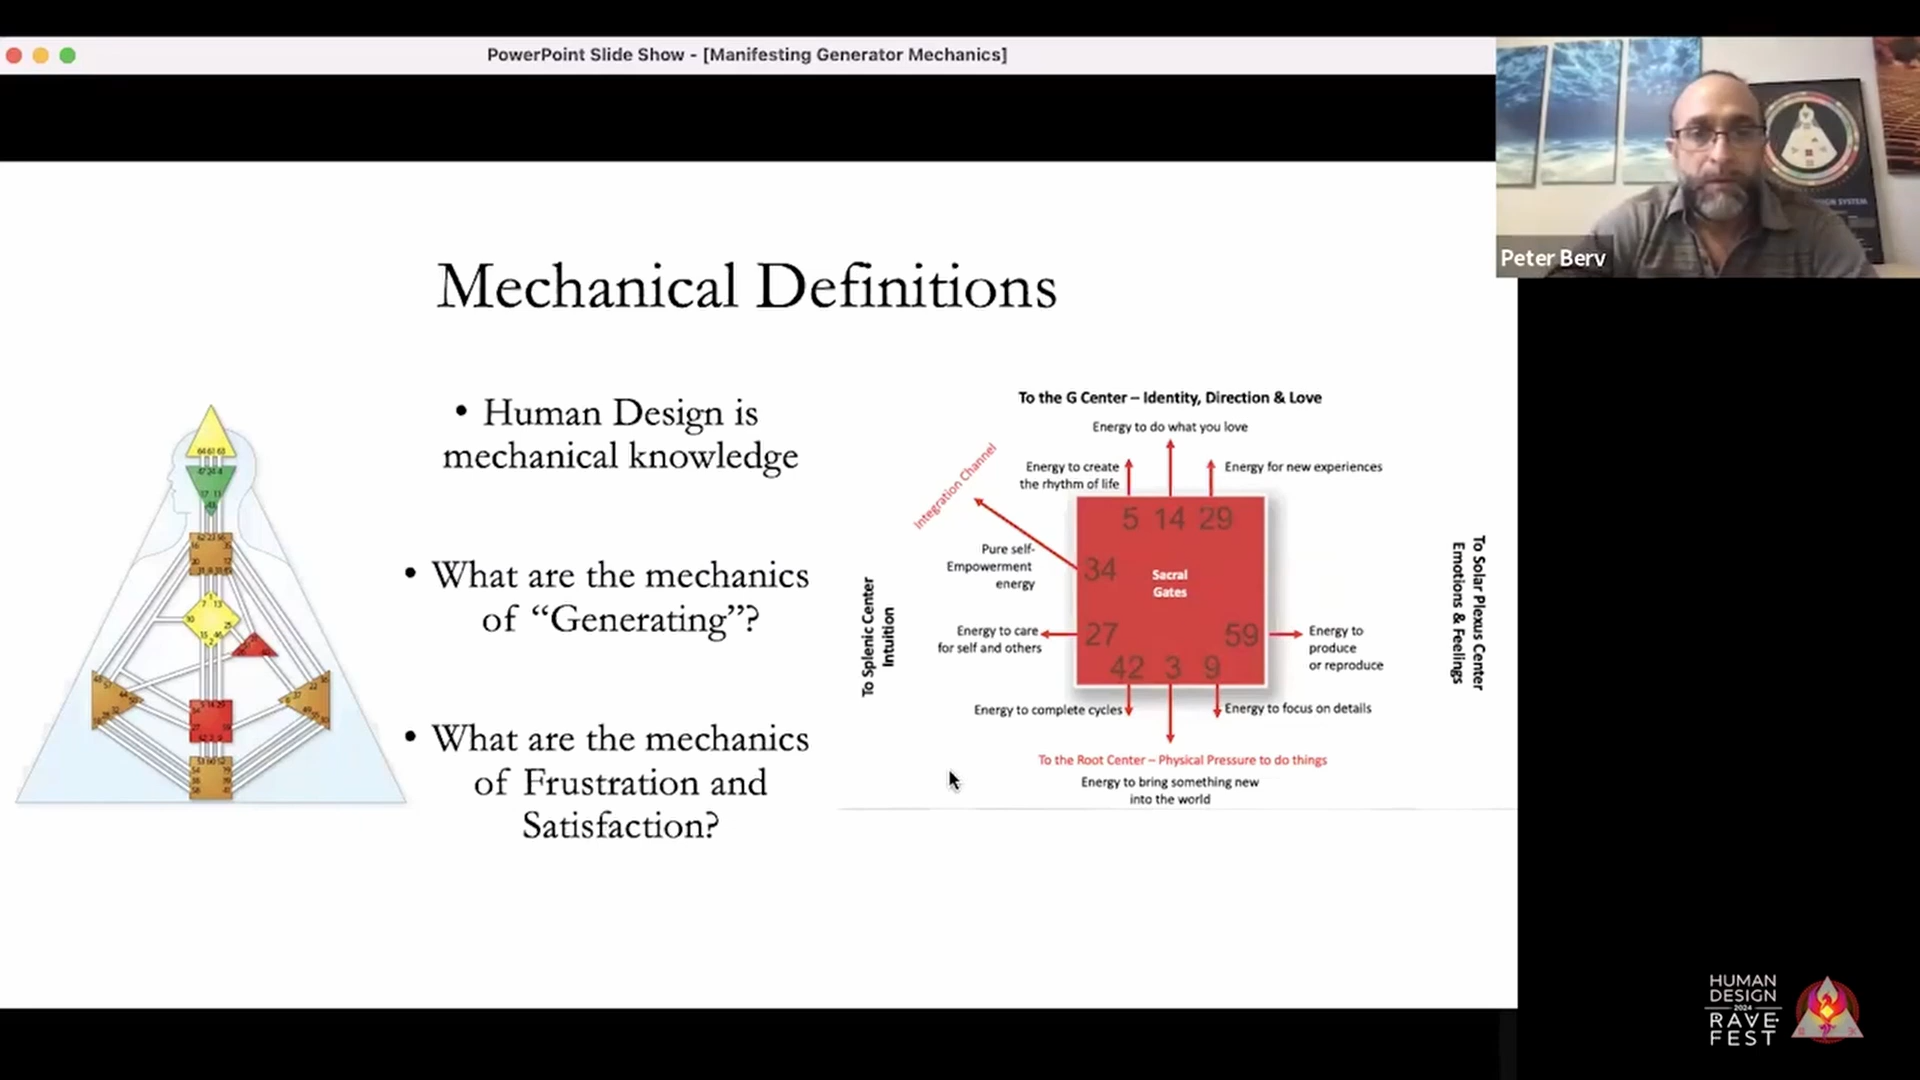 PowerPoint Slide Show - [Manifesting Generator Mechanics]
Peter Berv
Mechanical Definitions
• Human Design is
mechanical knowledge
• What are the mechanics
of “Generating”?
• What are the mechanics
of Frustration and
Satisfaction?
To the G Center – Identity, Direction & Love
Energy to do what you love
Energy to create
the rhythm of life
Energy for new experiences
Integration Channel
5 14 29
Pure self-
Empowerment
energy
34
Sacral
Gates
To Splenic Center
Intuition
Energy to care
for self and others
27
59
Energy to
produce
or reproduce
To Solar Plexus Center
Emotions & Feelings
42 3 9
Energy to complete cycles
Energy to focus on details
To the Root Center – Physical Pressure to do things
Energy to bring something new
into the world
HUMAN
DESIGN
2024
RAVE
FEST